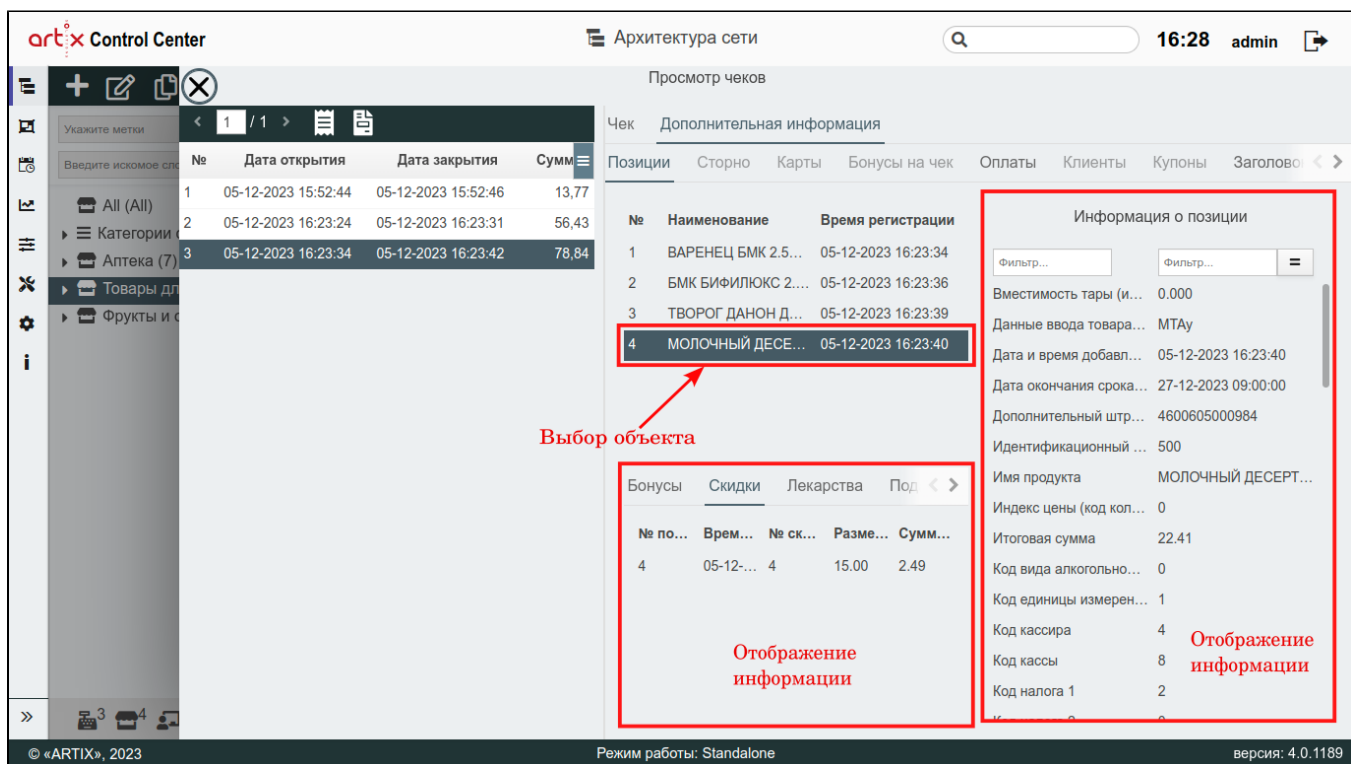 artix Control Center
Архитектура сети
16:28 admin
Просмотр чеков
Укажите метки
Введите искомое сло
All (All)
Категории
Аптека (7)
Товары для
Фрукты и с
3 4
1 / 1
№ Дата открытия Дата закрытия Сумм
1 05-12-2023 15:52:44 05-12-2023 15:52:46 13,77
2 05-12-2023 16:23:24 05-12-2023 16:23:31 56,43
3 05-12-2023 16:23:34 05-12-2023 16:23:42 78,84
Чек Дополнительная информация
Позиции Сторно Карты Бонусы на чек Оплаты Клиенты Купоны Заголово
№ Наименование Время регистрации
1 ВАРЕНЕЦ БМК 2.5... 05-12-2023 16:23:34
2 БМК БИФИЛЮКС 2.... 05-12-2023 16:23:36
3 ТВОРОГ ДАНОН Д... 05-12-2023 16:23:39
4 МОЛОЧНЫЙ ДЕСЕ... 05-12-2023 16:23:40
Выбор объекта
Бонусы Скидки Лекарства Под
№ по... Врем... № ск... Разме... Сумм...
4 05-12-... 4 15.00 2.49
Отображение
информации
Информация о позиции
Фильтр... Фильтр... =
Вместимость тары (и... 0.000
Данные ввода товара... МТАу
Дата и время добавл... 05-12-2023 16:23:40
Дата окончания срока... 27-12-2023 09:00:00
Дополнительный штр... 4600605000984
Идентификационный ... 500
Имя продукта МОЛОЧНЫЙ ДЕСЕРТ...
Индекс цены (код кол... 0
Итоговая сумма 22.41
Код вида алкогольно... 0
Код единицы измерен... 1
Код кассира 4
Код кассы 8
Код налога 1 2
Отображение
информации
© «ARTIX», 2023
Режим работы: Standalone
версия: 4.0.1189